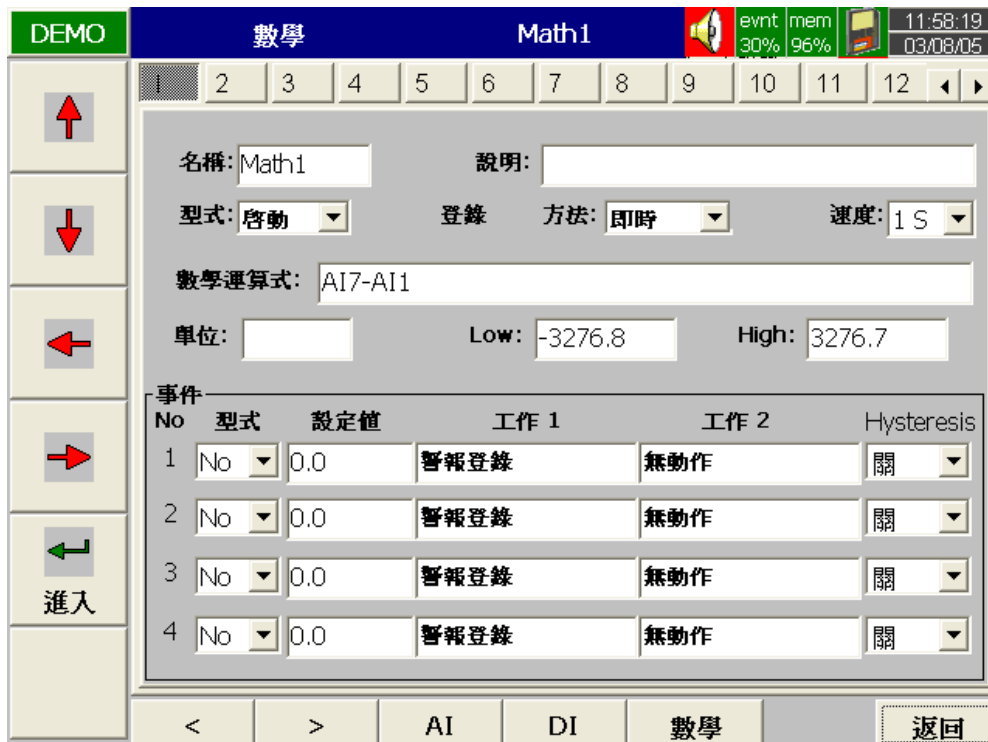 DEMO 數學 Math1 evnt 30% mem 96% 11:58:19 03/08/05
1 2 3 4 5 6 7 8 9 10 11 12
名稱: Math1 說明:
型式: 啓動 登錄 方法: 即時 速度: 1 S
數學運算式: AI7-AI1
單位: Low: -3276.8 High: 3276.7
事件
No 型式 設定值 工作 1 工作 2 Hysteresis
1 No 0.0 警報登錄 無動作 關
2 No 0.0 警報登錄 無動作 關
3 No 0.0 警報登錄 無動作 關
4 No 0.0 警報登錄 無動作 關
進入
< > AI DI 數學 返回